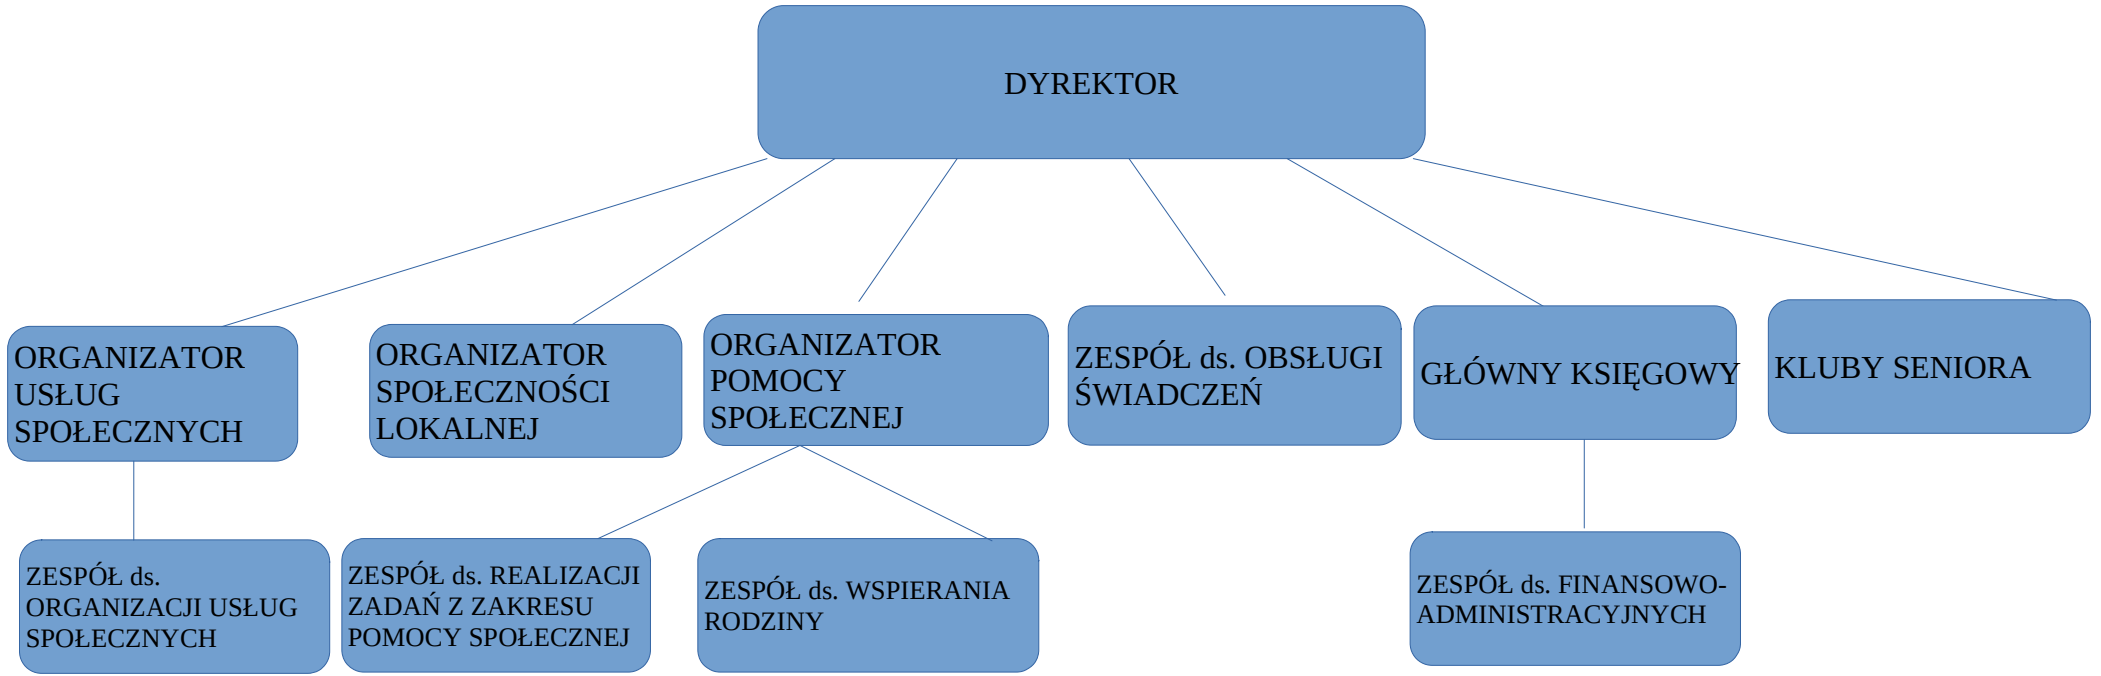 DYREKTOR
ORGANIZATOR
USŁUG
SPOŁECZNYCH
ORGANIZATOR
SPOŁECZNOŚCI
LOKALNEJ
ORGANIZATOR
POMOCY
SPOŁECZNEJ
ZESPÓŁ ds. OBSŁUGI
ŚWIADCZEŃ
GŁÓWNY KSIĘGOWY
KLUBY SENIORA
ZESPÓŁ ds.
ORGANIZACJI USŁUG
SPOŁECZNYCH
ZESPÓŁ ds. REALIZACJI
ZADAŃ Z ZAKRESU
POMOCY SPOŁECZNEJ
ZESPÓŁ ds. WSPIERANIA
RODZINY
ZESPÓŁ ds. FINANSOWO-
ADMINISTRACYJNYCH